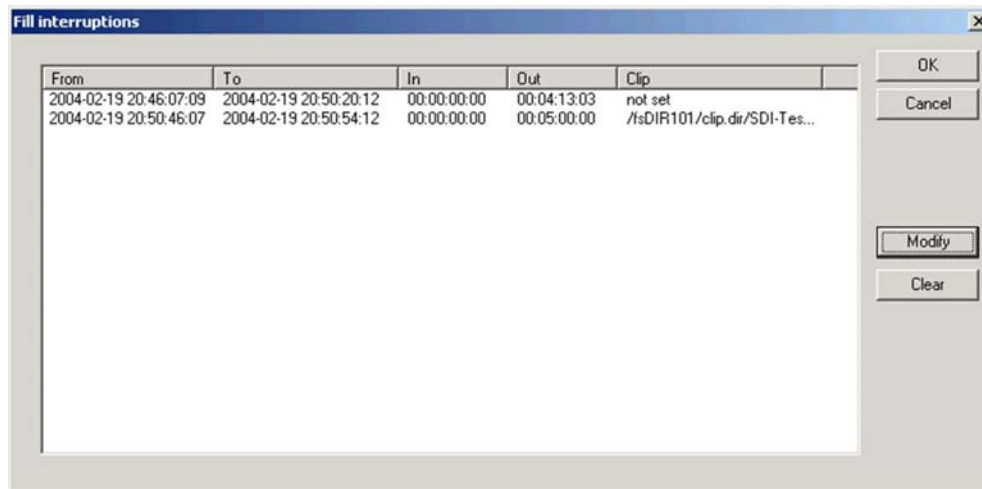 Fill interruptions
From To In Out Clip
2004-02-19 20:46:07:09 2004-02-19 20:50:20:12 00:00:00:00 00:04:13:03 not set
2004-02-19 20:50:46:07 2004-02-19 20:50:54:12 00:00:00:00 00:05:00:00 /fsDIR101/clip.dir/SDI-Tes...
OK
Cancel
Modify
Clear